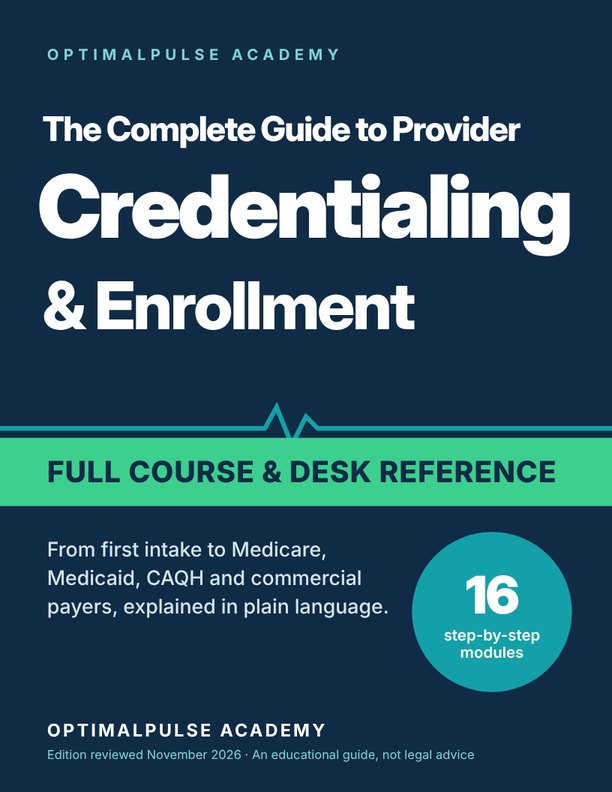 OPTIMALPULSE ACADEMY
The Complete Guide to Provider
Credentialing
& Enrollment
FULL COURSE & DESK REFERENCE
From first intake to Medicare,
Medicaid, CAQH and commercial
payers, explained in plain language.
16
step-by-step
modules
OPTIMALPULSE ACADEMY
Edition reviewed November 2026 · An educational guide, not legal advice